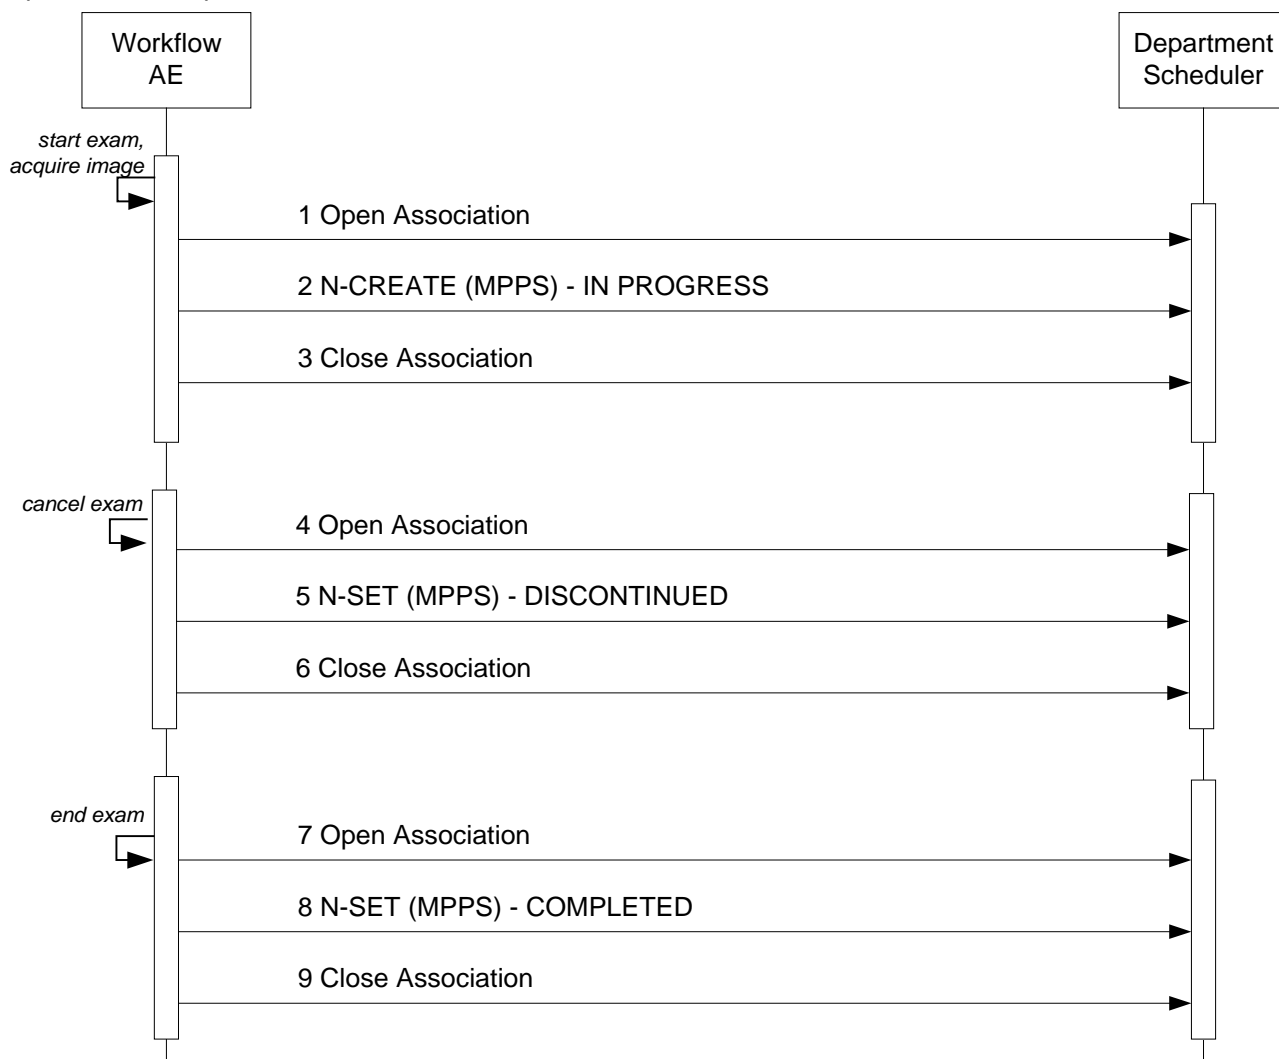 Workflow
AE
Department
Scheduler
start exam,
acquire image
1 Open Association
2 N-CREATE (MPPS) - IN PROGRESS
3 Close Association
cancel exam
4 Open Association
5 N-SET (MPPS) - DISCONTINUED
6 Close Association
end exam
7 Open Association
8 N-SET (MPPS) - COMPLETED
9 Close Association